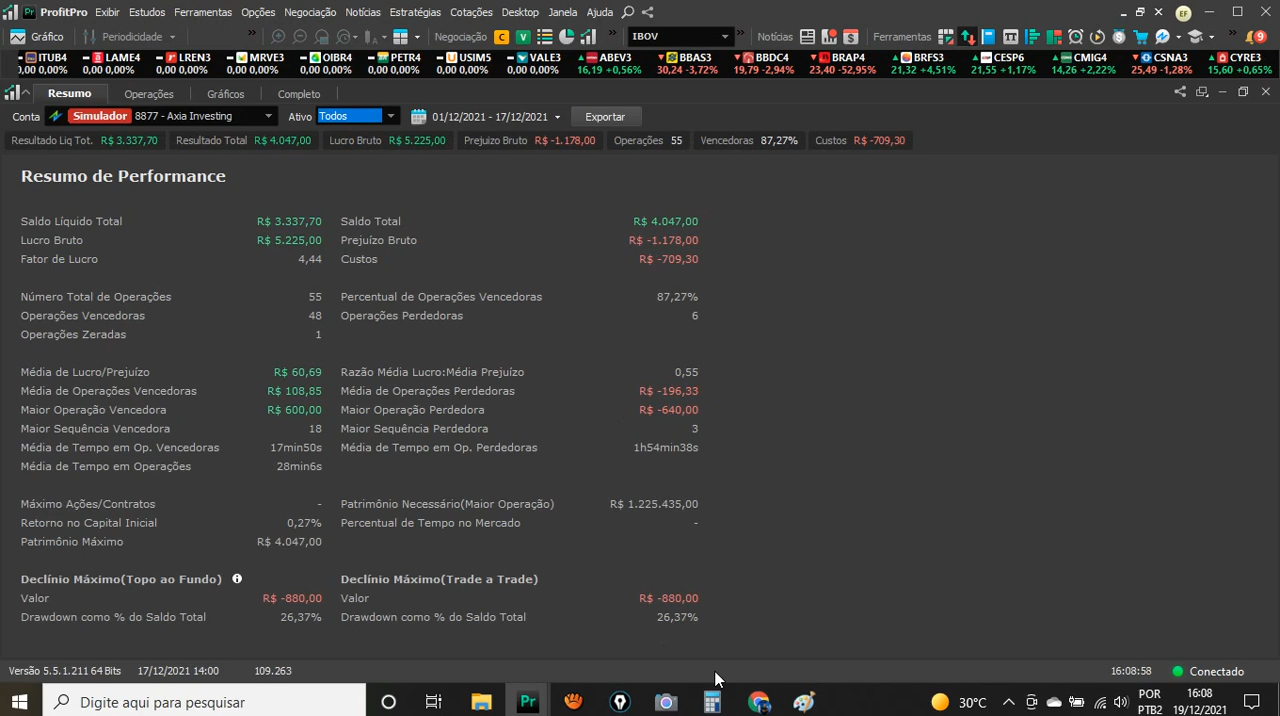 ProfitPro Exibir Estudos Ferramentas Opções Negociação Notícias Estratégias Cotações Desktop Janela Ajuda EF
Gráfico Periodicidade Negociação C V IBOV Notícias Ferramentas 9
ITUB4 LAME4 LREN3 MRVE3 OIBR4 PETR4 USIM5 VALE3 ABEV3 BBAS3 BBDC4 BRAP4 BRFS3 CESP6 CMIG4 CSNA3 CYRE3
0,00 0,00% 0,00 0,00% 0,00 0,00% 0,00 0,00% 0,00 0,00% 0,00 0,00% 0,00 0,00% 0,00 0,00% 16,19 +0,56% 30,24 -3,72% 19,79 -2,94% 23,40 -52,95% 21,32 +4,51% 21,55 +1,17% 14,26 +2,22% 25,49 -1,28% 15,60 +0,65%
Resumo Operações Gráficos Completo
Conta Simulador 8877 - Axia Investing Ativo Todos 01/12/2021 - 17/12/2021 Exportar
Resultado Liq Tot. R$ 3.337,70 Resultado Total R$ 4.047,00 Lucro Bruto R$ 5.225,00 Prejuízo Bruto R$ -1.178,00 Operações 55 Vencedoras 87,27% Custos R$ -709,30
Resumo de Performance
Saldo Líquido Total R$ 3.337,70 Saldo Total R$ 4.047,00
Lucro Bruto R$ 5.225,00 Prejuízo Bruto R$ -1.178,00
Fator de Lucro 4,44 Custos R$ -709,30
Número Total de Operações 55 Percentual de Operações Vencedoras 87,27%
Operações Vencedoras 48 Operações Perdedoras 6
Operações Zeradas 1
Média de Lucro/Prejuízo R$ 60,69 Razão Média Lucro:Média Prejuízo 0,55
Média de Operações Vencedoras R$ 108,85 Média de Operações Perdedoras R$ -196,33
Maior Operação Vencedora R$ 600,00 Maior Operação Perdedora R$ -640,00
Maior Sequência Vencedora 18 Maior Sequência Perdedora 3
Média de Tempo em Op. Vencedoras 17min50s Média de Tempo em Op. Perdedoras 1h54min38s
Média de Tempo em Operações 28min6s
Máximo Ações/Contratos - Patrimônio Necessário(Maior Operação) R$ 1.225.435,00
Retorno no Capital Inicial 0,27% Percentual de Tempo no Mercado -
Patrimônio Máximo R$ 4.047,00
Declínio Máximo(Topo ao Fundo) Declínio Máximo(Trade a Trade)
Valor R$ -880,00 Valor R$ -880,00
Drawdown como % do Saldo Total 26,37% Drawdown como % do Saldo Total 26,37%
Versão 5.5.1.211 64 Bits 17/12/2021 14:00 109.263 16:08:58 Conectado
Digite aqui para pesquisar Pr 30°C POR 16:08
PTB2 19/12/2021